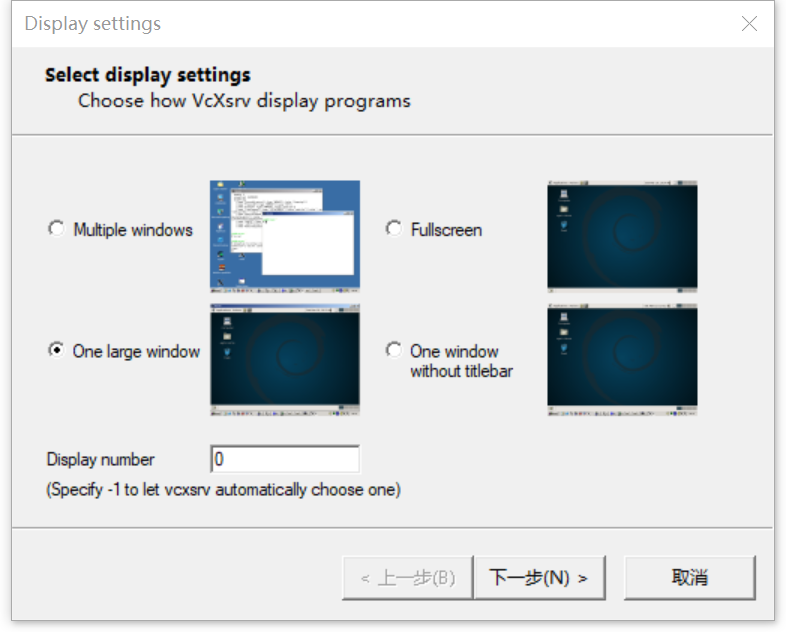 Display settings
Select display settings
Choose how VcXsrv display programs
Multiple windows
Fullscreen
One large window
One window
without titlebar
Display number
0
(Specify -1 to let vcxsrv automatically choose one)
< 上一步(B)
下一步(N) >
取消